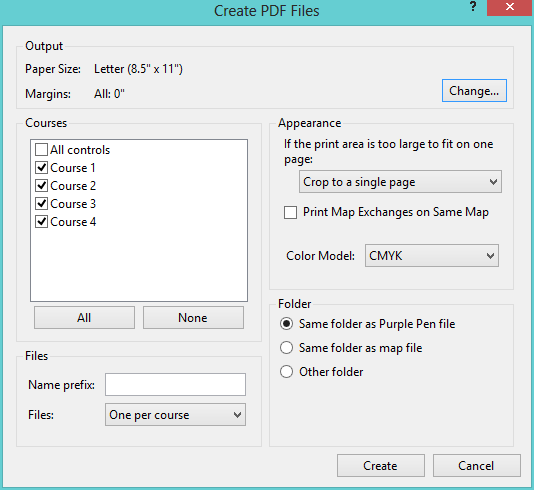 Create PDF Files
?
Output
Paper Size: Letter (8.5" x 11")
Margins: All: 0"
Change...
Courses
All controls
Course 1
Course 2
Course 3
Course 4
All None
Appearance
If the print area is too large to fit on one
page:
Crop to a single page
Print Map Exchanges on Same Map
Color Model: CMYK
Folder
Same folder as Purple Pen file
Same folder as map file
Other folder
Files
Name prefix:
Files: One per course
Create Cancel